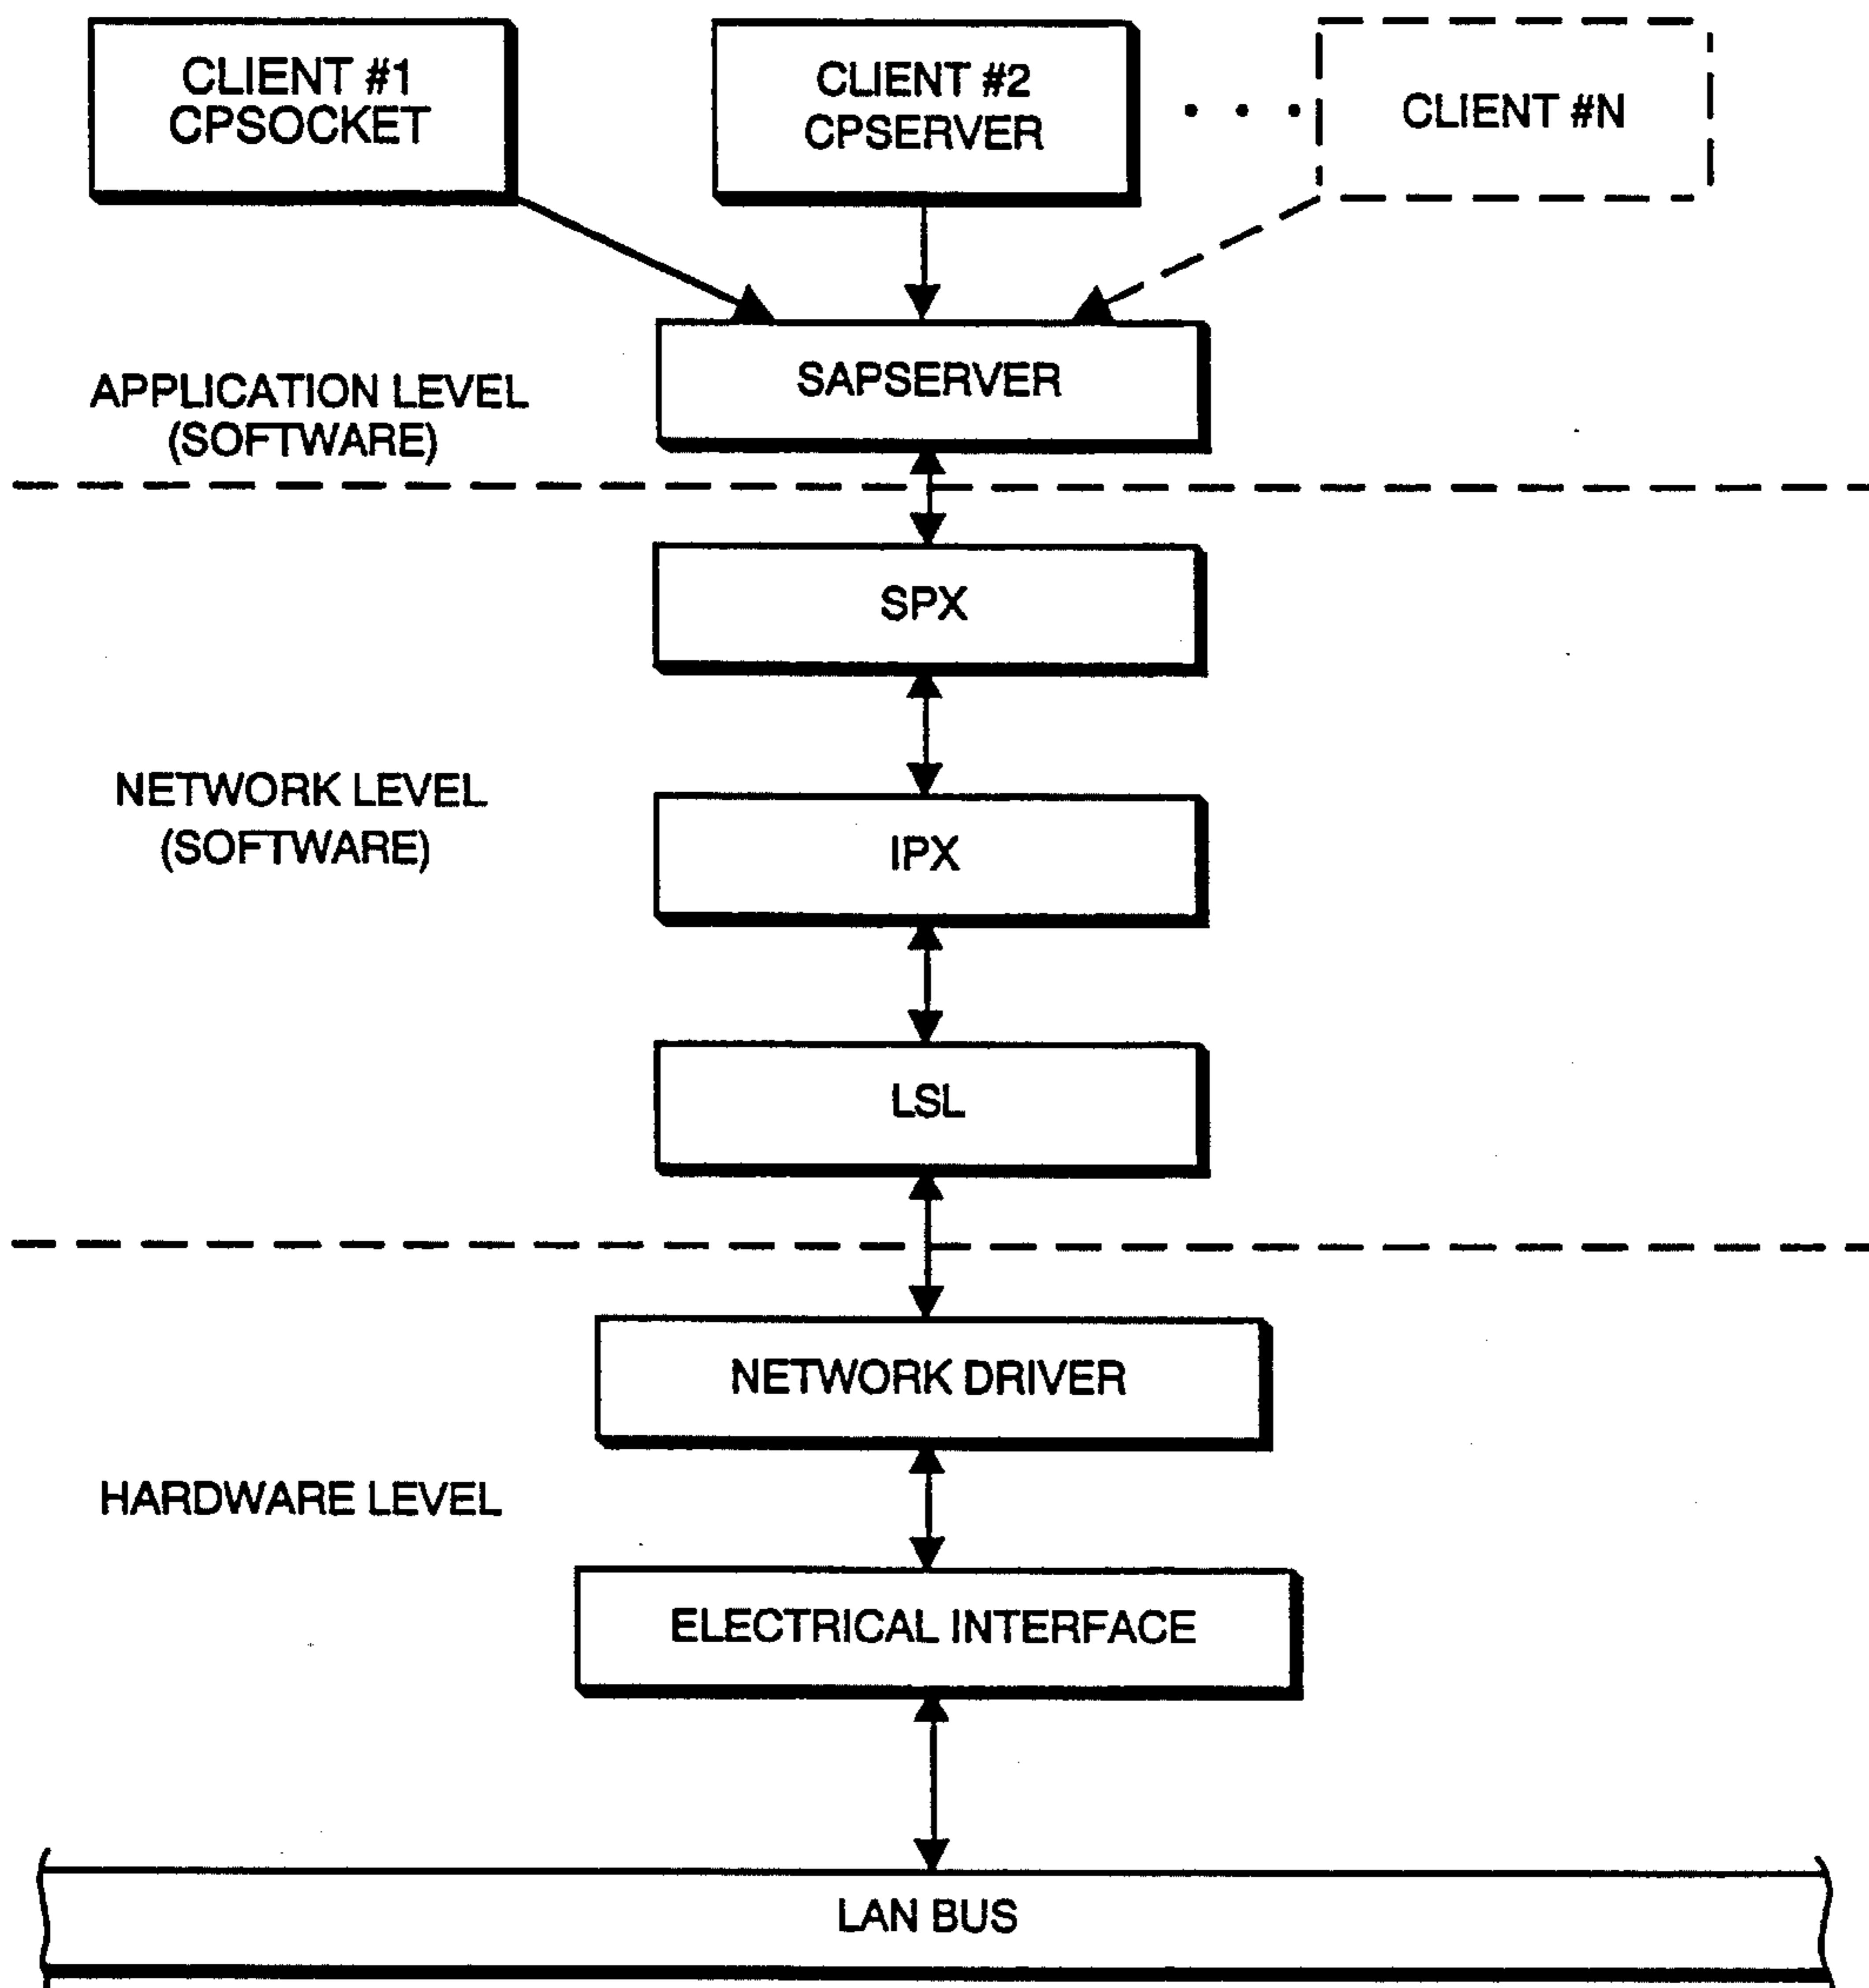 CLIENT #1
CPSOCKET
CLIENT #2
CPSERVER
. . .
CLIENT #N
SAPSERVER
APPLICATION LEVEL
(SOFTWARE)
SPX
NETWORK LEVEL
(SOFTWARE)
IPX
LSL
NETWORK DRIVER
HARDWARE LEVEL
ELECTRICAL INTERFACE
LAN BUS